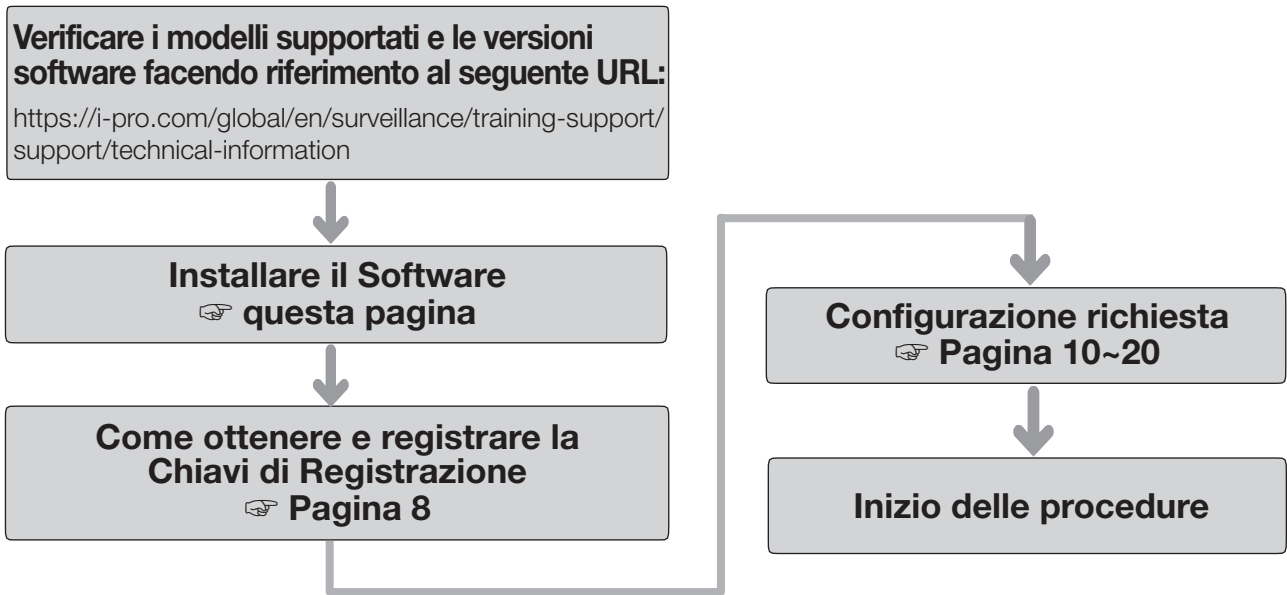 Verificare i modelli supportati e le versioni
software facendo riferimento al seguente URL:
https://i-pro.com/global/en/surveillance/training-support/
support/technical-information
Installare il Software
☞ questa pagina
Come ottenere e registrare la
Chiavi di Registrazione
☞ Pagina 8
Configurazione richiesta
☞ Pagina 10~20
Inizio delle procedure